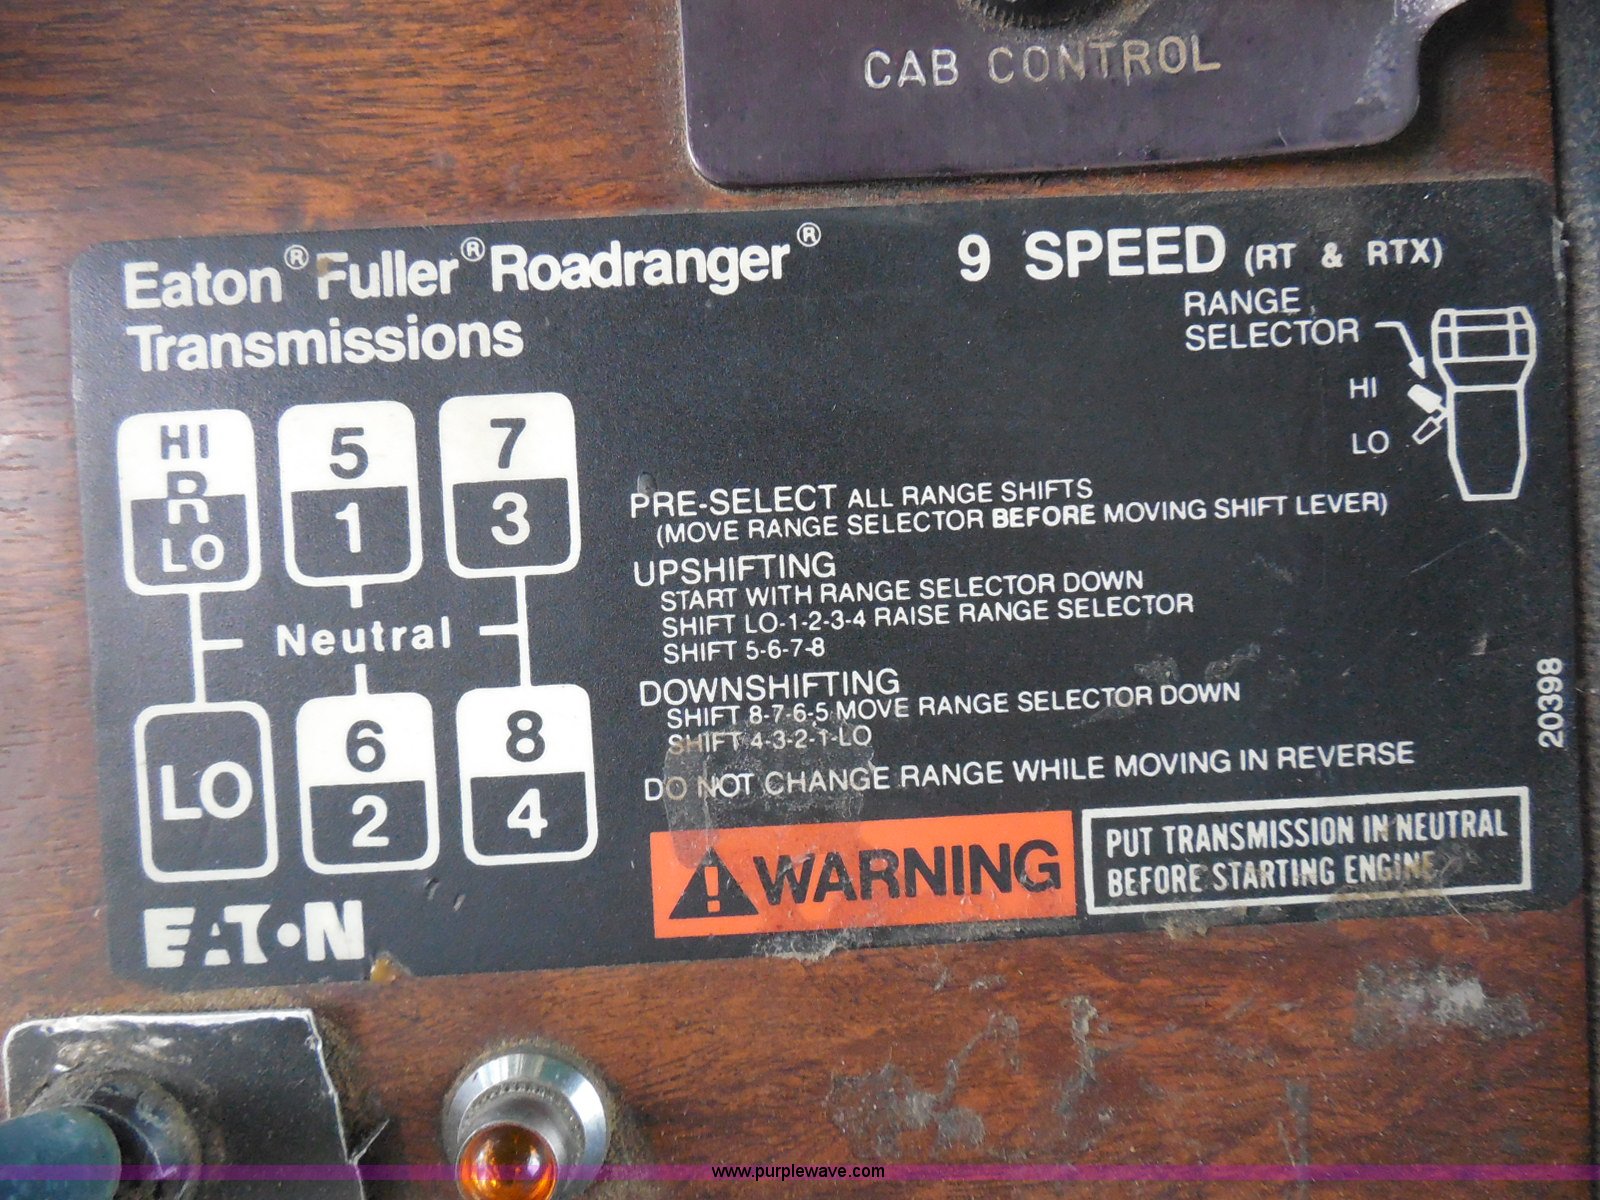 CAB CONTROL
Eaton® Fuller® Roadranger®
Transmissions
9 SPEED (RT & RTX)
RANGE
SELECTOR
HI
LO
HI
R
R
LO
5
1
7
3
Neutral
LO
6
2
8
4
PRE-SELECT ALL RANGE SHIFTS
(MOVE RANGE SELECTOR BEFORE MOVING SHIFT LEVER)
UPSHIFTING
START WITH RANGE SELECTOR DOWN
SHIFT LO-1-2-3-4 RAISE RANGE SELECTOR
SHIFT 5-6-7-8
DOWNSHIFTING
SHIFT 8-7-6-5 MOVE RANGE SELECTOR DOWN
SHIFT 4-3-2-1-LO
DO NOT CHANGE RANGE WHILE MOVING IN REVERSE
WARNING
PUT TRANSMISSION IN NEUTRAL
BEFORE STARTING ENGINE
20398
EATON
www.purplewave.com